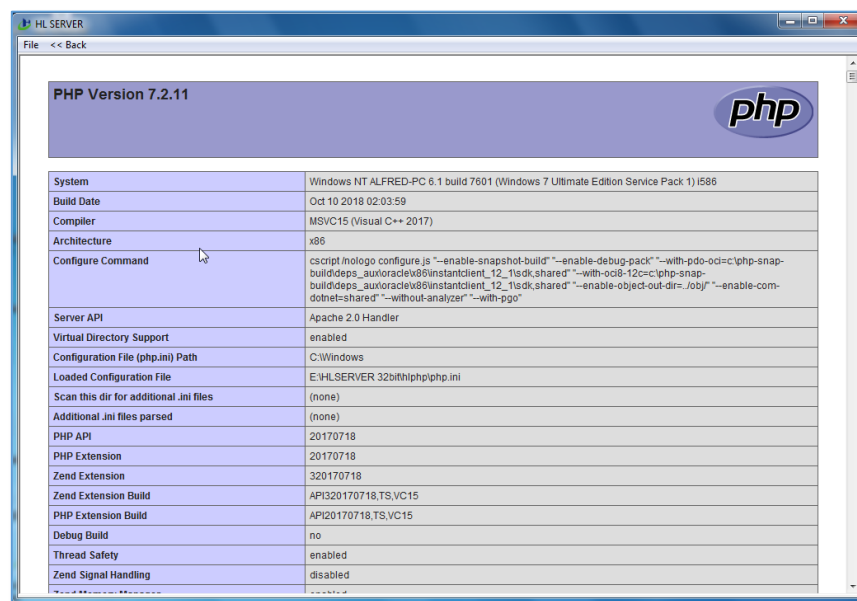 HL SERVER
File << Back
PHP Version 7.2.11
php
System Windows NT ALFRED-PC 6.1 build 7601 (Windows 7 Ultimate Edition Service Pack 1) i586
Build Date Oct 10 2018 02:03:59
Compiler MSVC15 (Visual C++ 2017)
Architecture x86
Configure Command cscript /nologo configure.js "--enable-snapshot-build" "--enable-debug-pack" "--with-pdo-oci=c:\php-snap-
build\deps_aux\oracle\x86\instantclient_12_1\sdk,shared" "--with-oci8-12c=c:\php-snap-
build\deps_aux\oracle\x86\instantclient_12_1\sdk,shared" "--enable-object-out-dir=../obj/" "--enable-com-
dotnet=shared" "--without-analyzer" "--with-pgo"
Server API Apache 2.0 Handler
Virtual Directory Support enabled
Configuration File (php.ini) Path C:\Windows
Loaded Configuration File E:\HLSERVER 32bit\hlphp\php.ini
Scan this dir for additional .ini files (none)
Additional .ini files parsed (none)
PHP API 20170718
PHP Extension 20170718
Zend Extension 320170718
Zend Extension Build API320170718,TS,VC15
PHP Extension Build API20170718,TS,VC15
Debug Build no
Thread Safety enabled
Zend Signal Handling disabled
Zend Memory Manager enabled